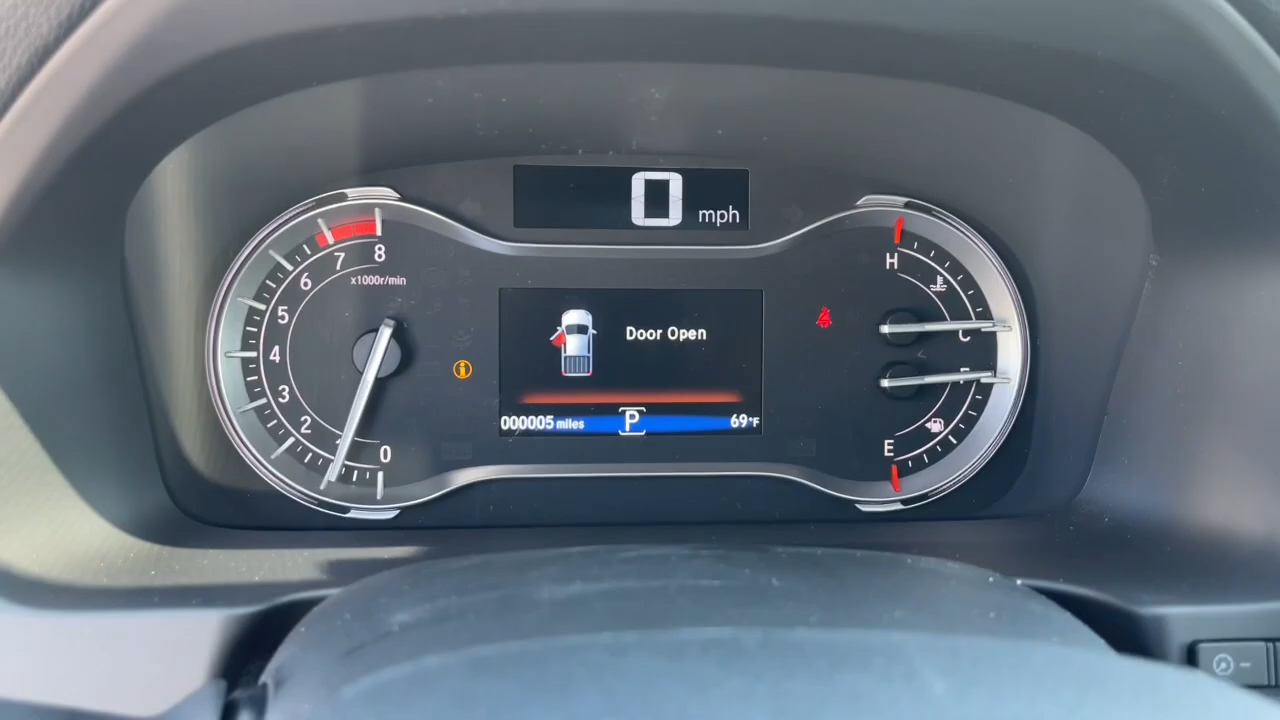 0 mph
8
7
6
x1000r/min
5
4
3
2
0
H
C
F
E
Door Open
000005 miles
P
69°F